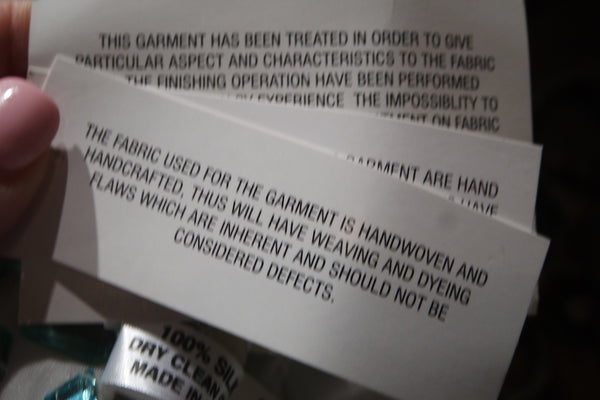 THIS GARMENT HAS BEEN TREATED IN ORDER TO GIVE
PARTICULAR ASPECT AND CHARACTERISTICS TO THE FABRIC
THE FINISHING OPERATION HAVE BEEN PERFORMED
BY EXPERIENCE THE IMPOSSIBLITY TO
ON FABRIC
GARMENT ARE HAND
HAVE
THE FABRIC USED FOR THE GARMENT IS HANDWOVEN AND
HANDCRAFTED. THUS WILL HAVE WEAVING AND DYEING
FLAWS WHICH ARE INHERENT AND SHOULD NOT BE
CONSIDERED DEFECTS.
100% SIL
DRY CLEAN
MADE IN